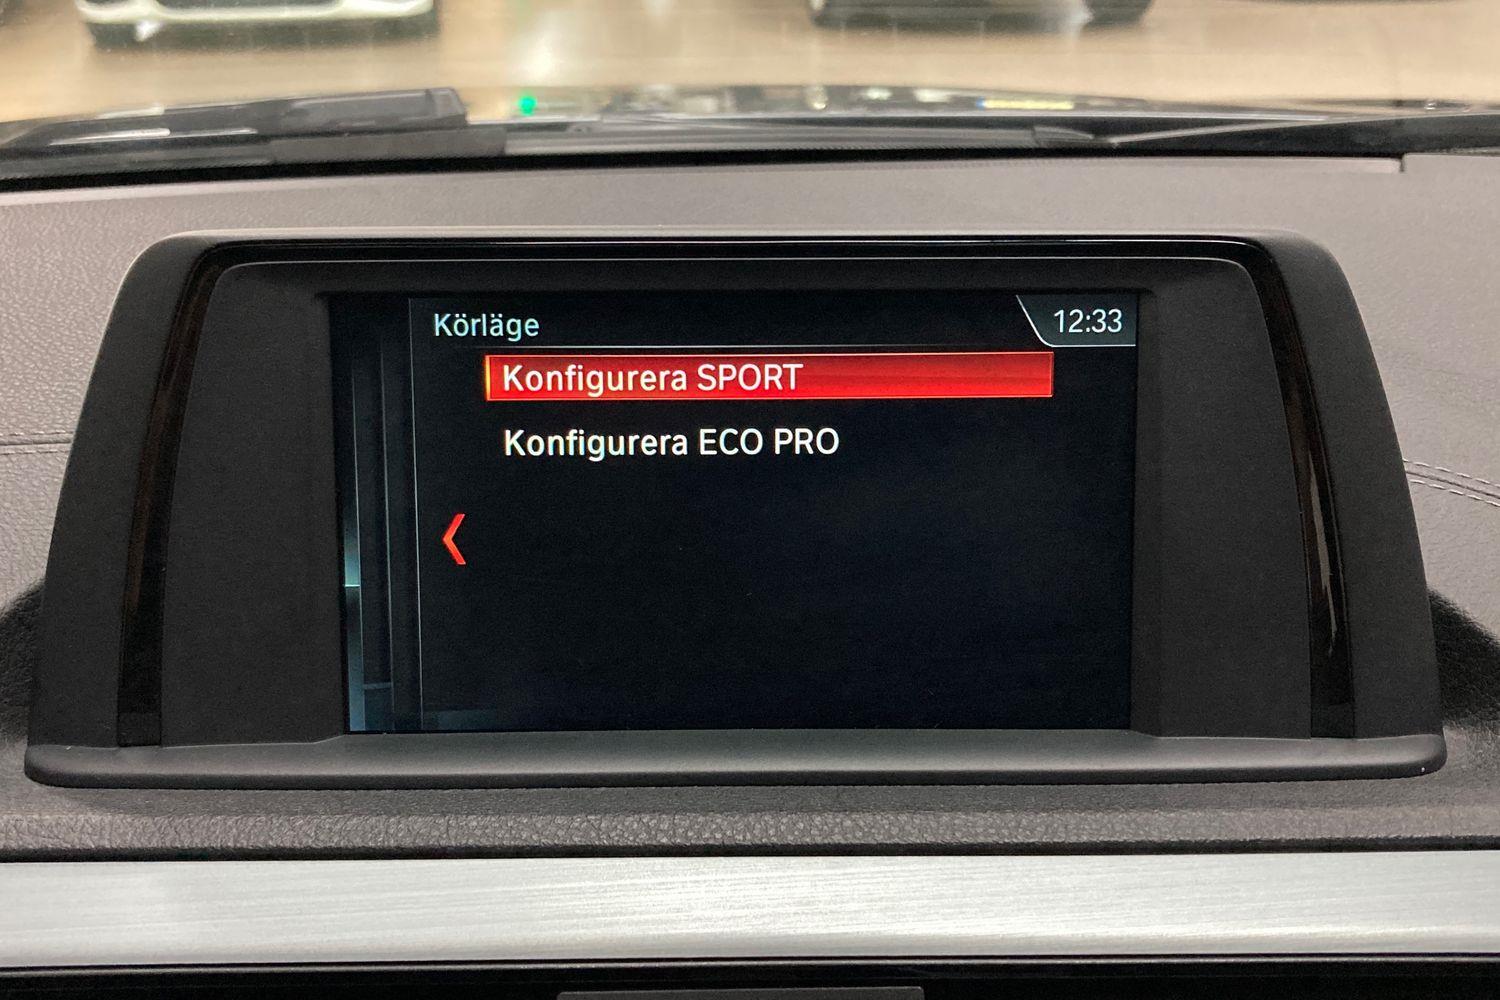 Körläge
12:33
Konfigurera SPORT
Konfigurera ECO PRO